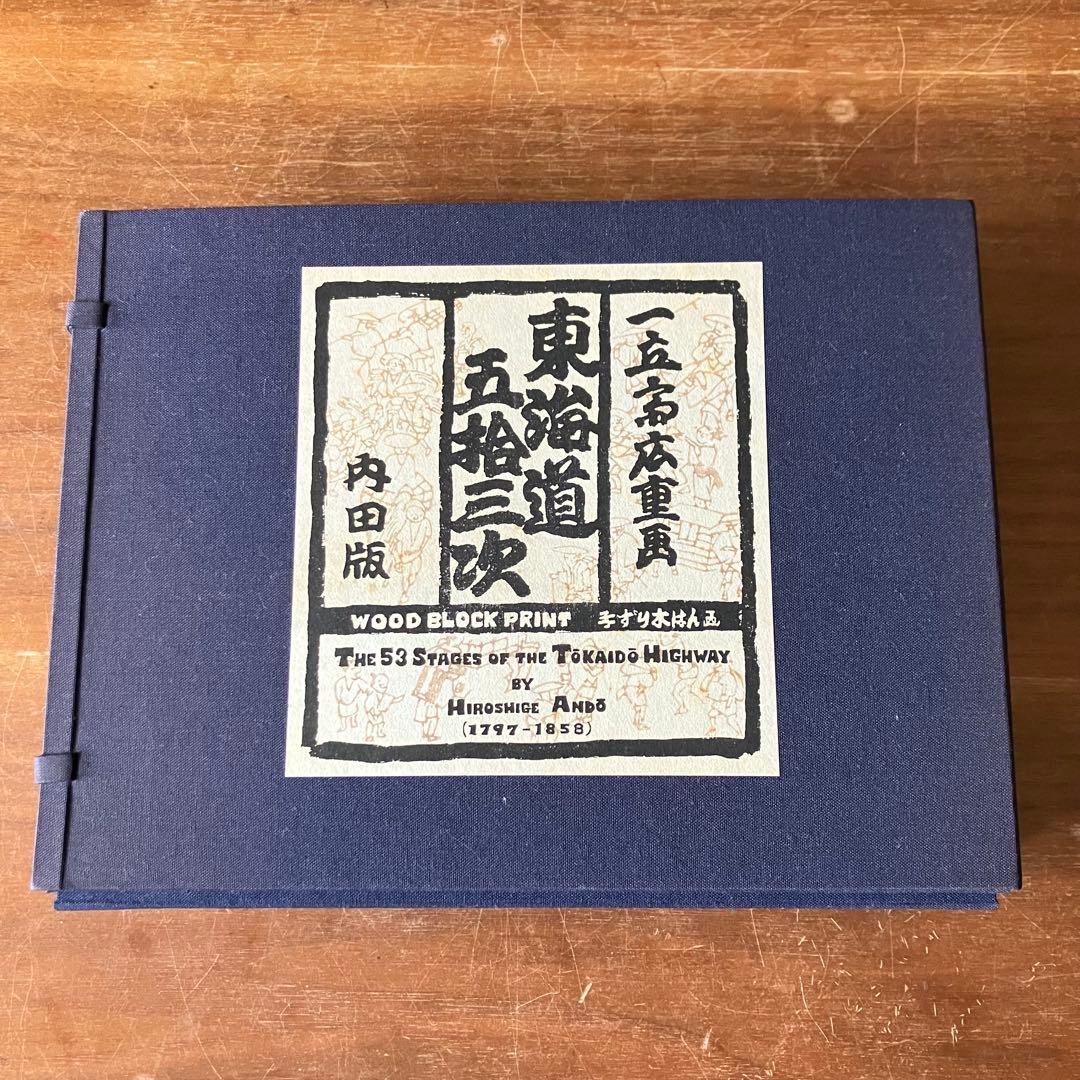 一立斎広重画
東海道
五拾三次
内田版
WOOD BLOCK PRINT 手ずり木はん画
THE 53 STAGES OF THE TŌKAIDŌ HIGHWAY
BY
HIROSHIGE ANDŌ
(1797-1858)